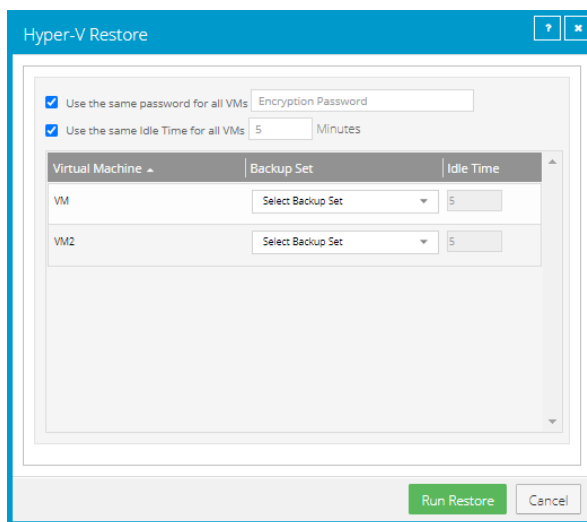 Hyper-V Restore ? ×
Use the same password for all VMs Encryption Password
Use the same Idle Time for all VMs 5 Minutes
Virtual Machine Backup Set Idle Time
VM Select Backup Set 5
VM2 Select Backup Set 5
Run Restore Cancel